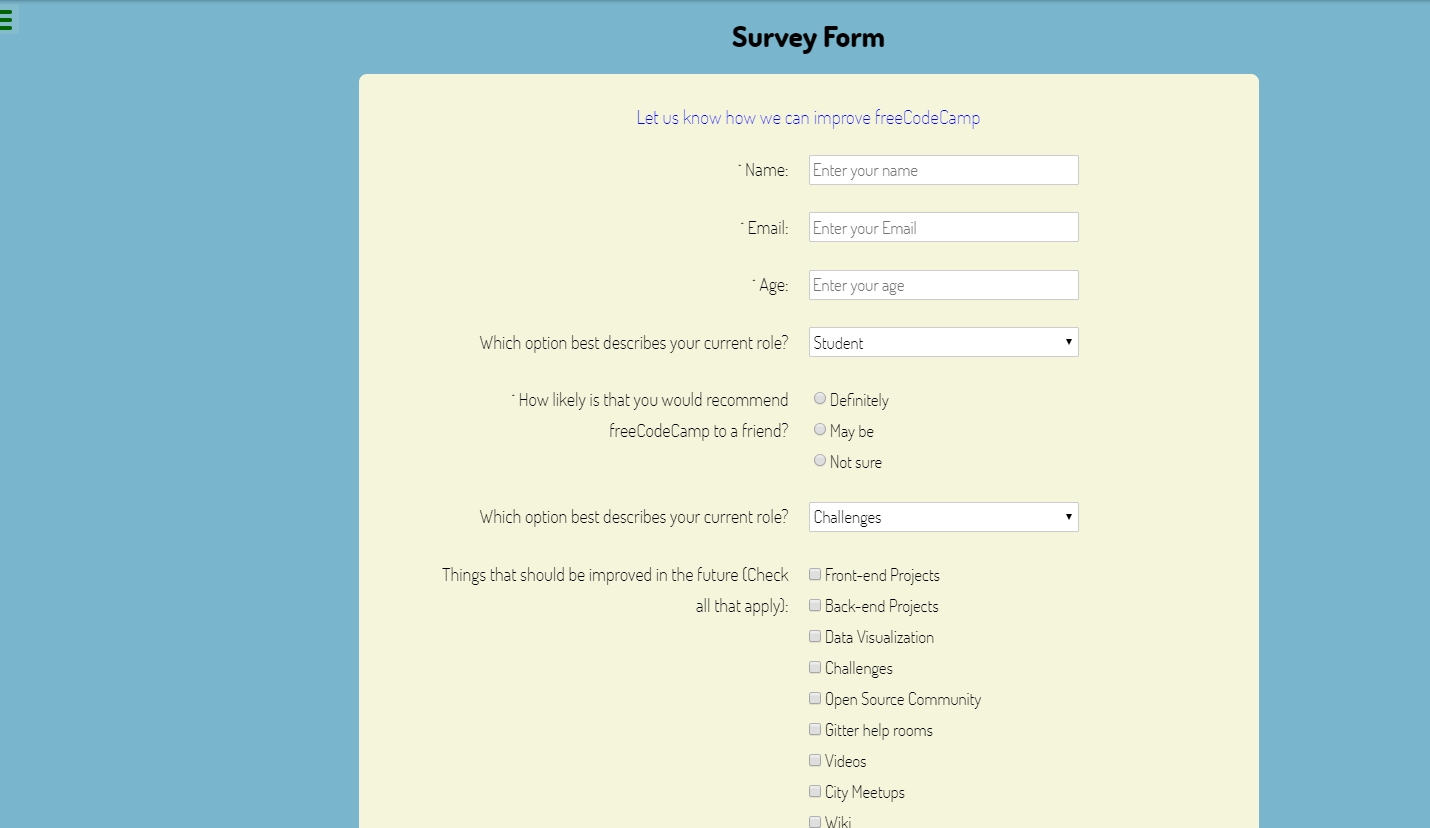 Survey Form
Let us know how we can improve freeCodeCamp
* Name: Enter your name
* Email: Enter your Email
* Age: Enter your age
Which option best describes your current role? Student
* How likely is that you would recommend
freeCodeCamp to a friend?
Definitely
May be
Not sure
Which option best describes your current role? Challenges
Things that should be improved in the future (Check
all that apply):
Front-end Projects
Back-end Projects
Data Visualization
Challenges
Open Source Community
Gitter help rooms
Videos
City Meetups
Wiki